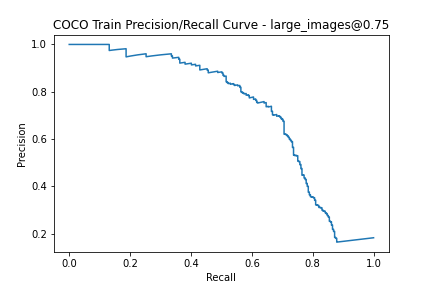 COCO Train Precision/Recall Curve - large_images@0.75
1.0
0.8
0.6
0.4
0.2
Precision
0.0 0.2 0.4 0.6 0.8 1.0
Recall